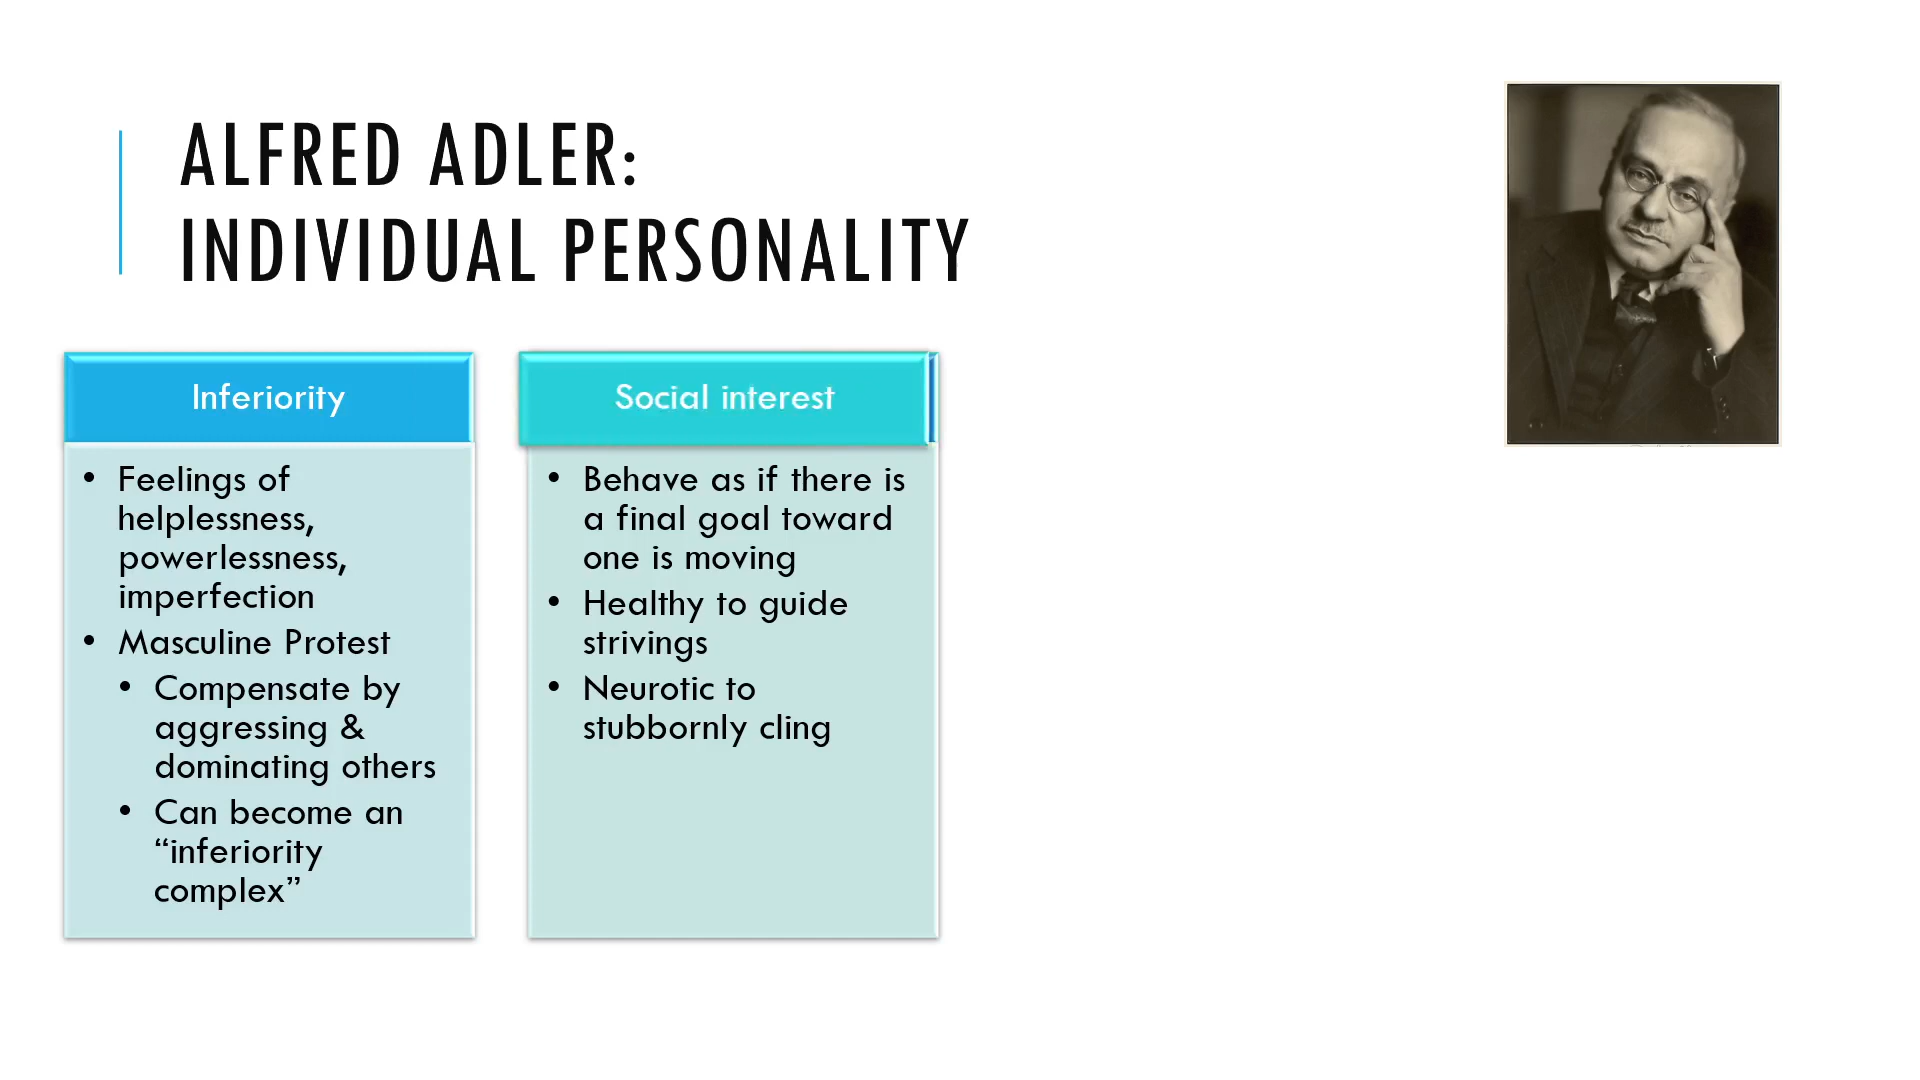 ALFRED ADLER:
INDIVIDUAL PERSONALITY
Inferiority
• Feelings of
helplessness,
powerlessness,
imperfection
• Masculine Protest
• Compensate by
aggressing &
dominating others
• Can become an
“inferiority
complex”
Social interest
• Behave as if there is
a final goal toward
one is moving
• Healthy to guide
strivings
• Neurotic to
stubbornly cling